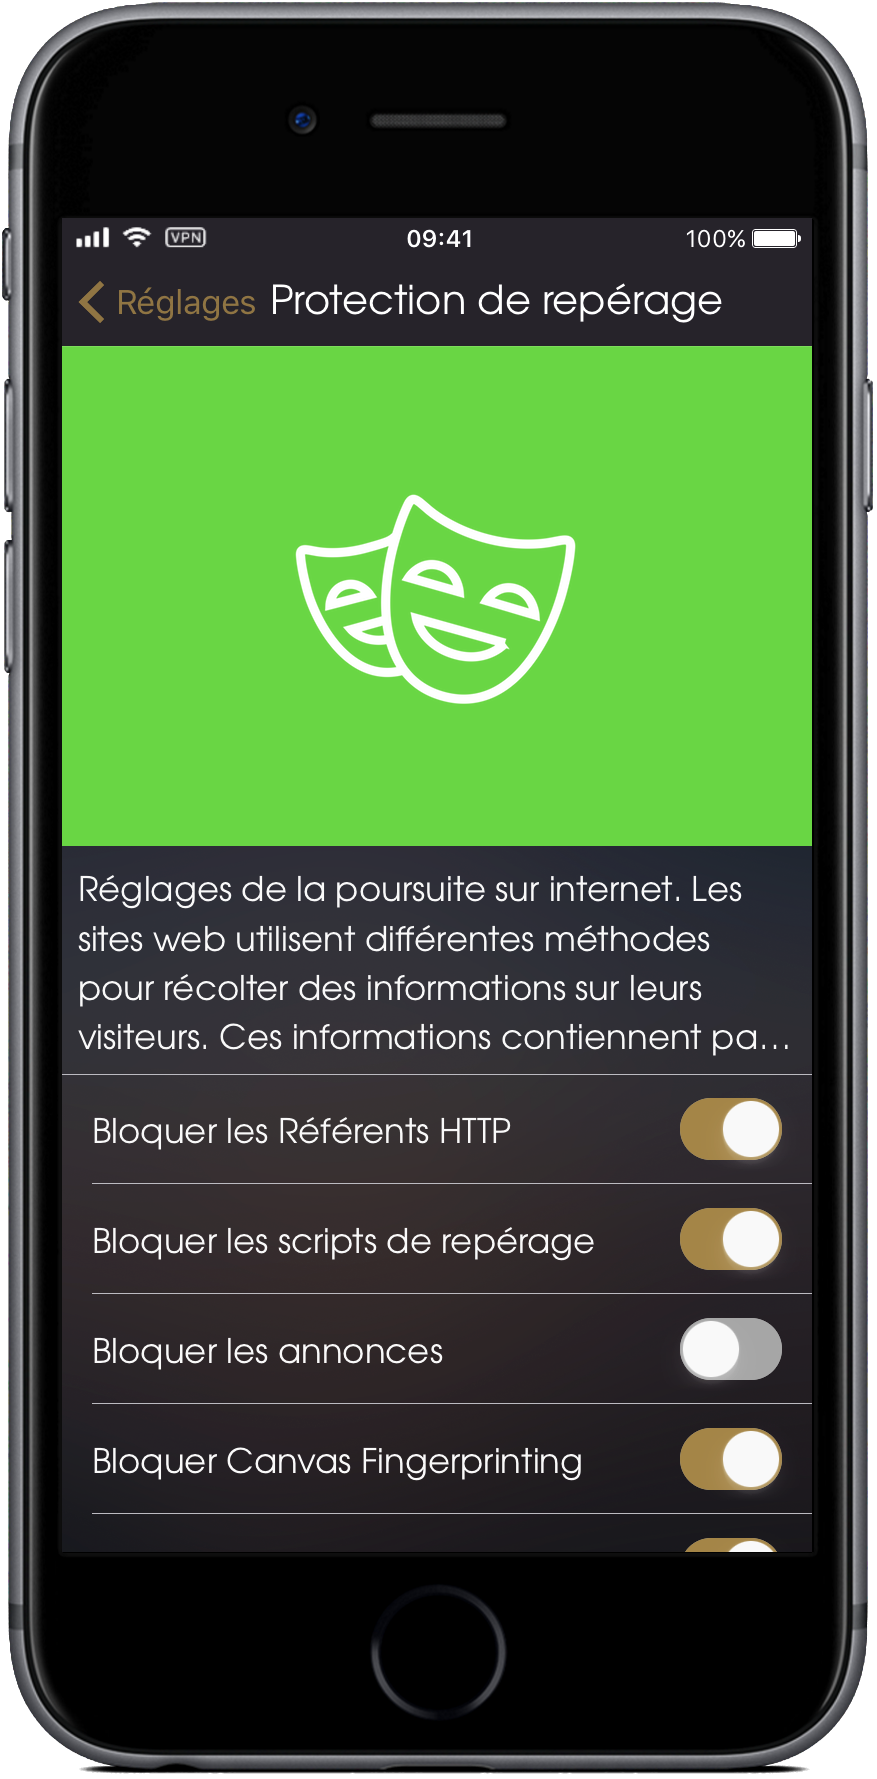 VPN 09:41 100%
Réglages Protection de repérage
Réglages de la poursuite sur internet. Les
sites web utilisent différentes méthodes
pour récolter des informations sur leurs
visiteurs. Ces informations contiennent pa...
Bloquer les Référents HTTP
Bloquer les scripts de repérage
Bloquer les annonces
Bloquer Canvas Fingerprinting